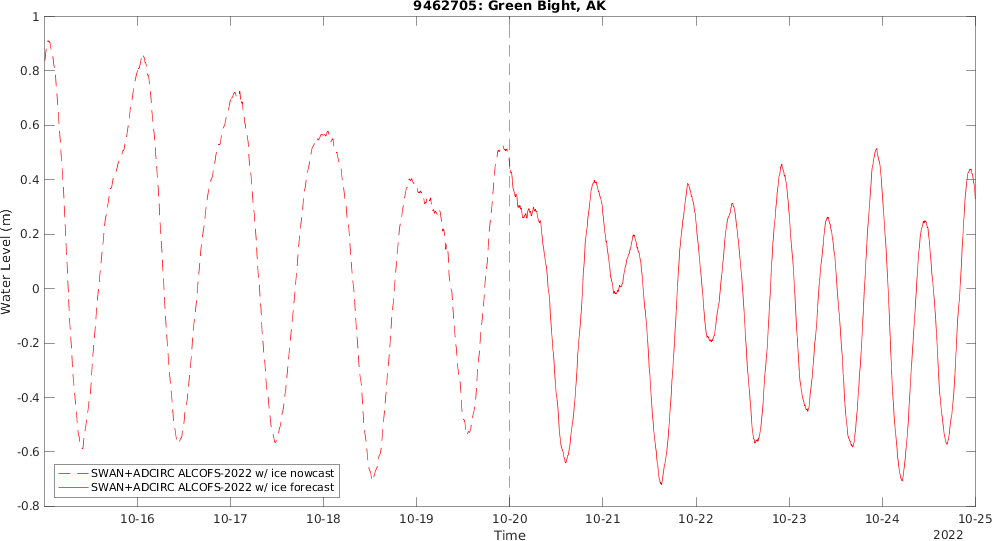 9462705: Green Bight, AK
1
0.8
0.6
0.4
0.2
0
-0.2
-0.4
-0.6
-0.8
Water Level (m)
SWAN+ADCIRC ALCOFS-2022 w/ ice nowcast
SWAN+ADCIRC ALCOFS-2022 w/ ice forecast
10-16 10-17 10-18 10-19 10-20 10-21 10-22 10-23 10-24 10-25
Time
2022